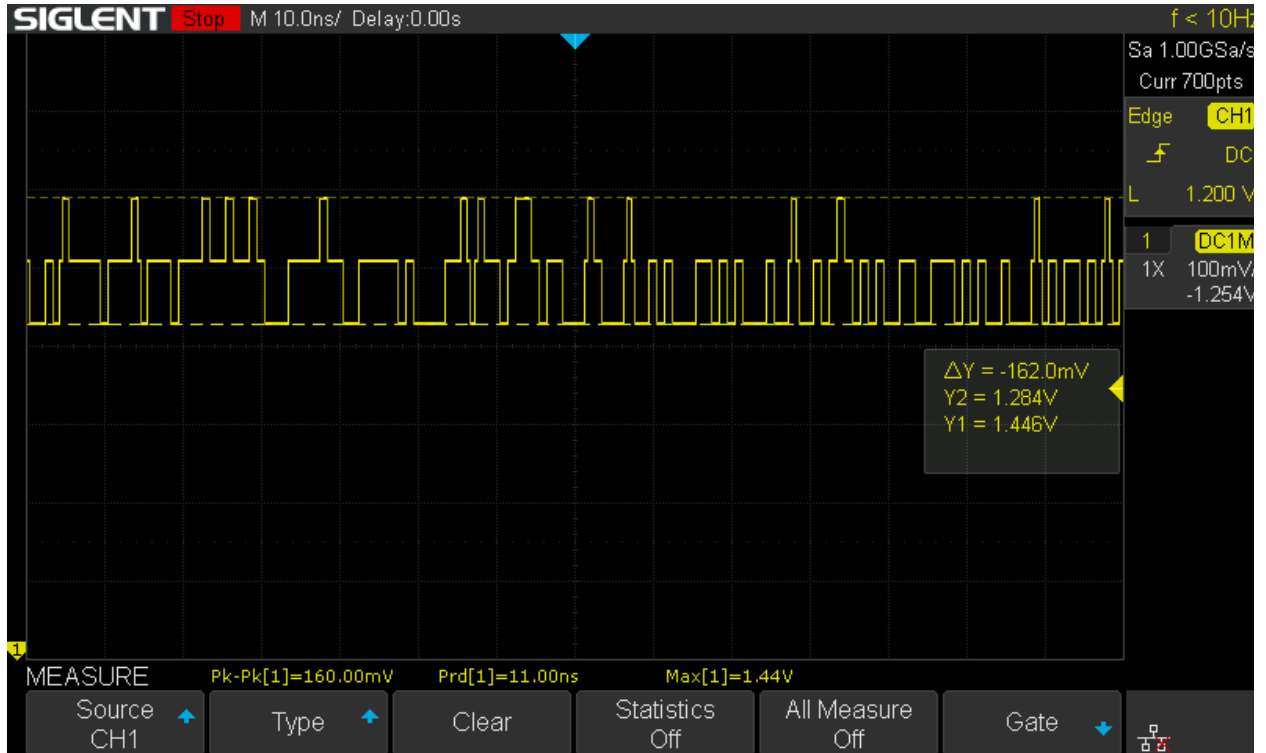 SIGLENT Stop M 10.0ns/ Delay:0.00s f < 10Hz
Sa 1.00GSa/s
Curr 700pts
Edge CH1
DC
L 1.200 V
1 DC1M
1X 100mV/
-1.254V
ΔY = -162.0mV
Y2 = 1.284V
Y1 = 1.446V
1
MEASURE Pk-Pk[1]=160.00mV Prd[1]=11.00ns Max[1]=1.44V
Source
CH1
Type
Clear
Statistics
Off
All Measure
Off
Gate